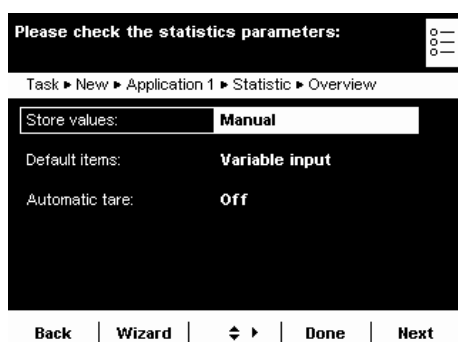 Please check the statistics parameters:
Task ▸ New ▸ Application 1 ▸ Statistic ▸ Overview
Store values: Manual
Default items: Variable input
Automatic tare: Off
Back | Wizard | | Done | Next